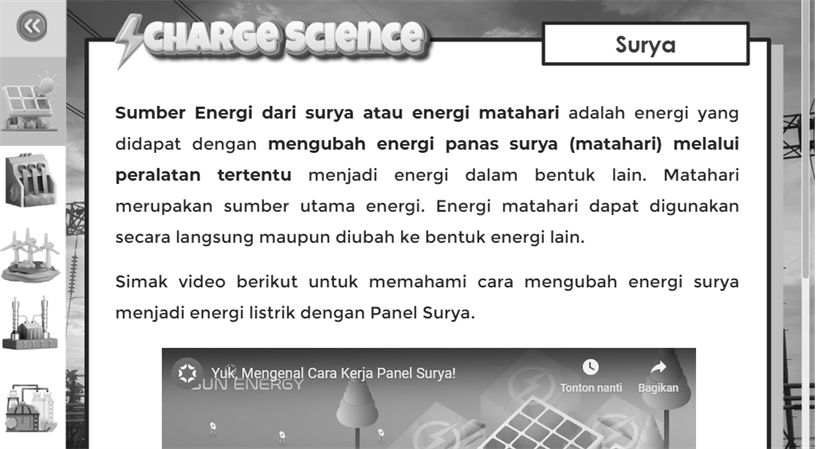 CHARGE SCIENCE
Surya
Sumber Energi dari surya atau energi matahari adalah energi yang
didapat dengan mengubah energi panas surya (matahari) melalui
peralatan tertentu menjadi energi dalam bentuk lain. Matahari
merupakan sumber utama energi. Energi matahari dapat digunakan
secara langsung maupun diubah ke bentuk energi lain.
Simak video berikut untuk memahami cara mengubah energi surya
menjadi energi listrik dengan Panel Surya.
Yuk, Mengenal Cara Kerja Panel Surya!
SUN ENERGY
Tonton nanti
Bagikan